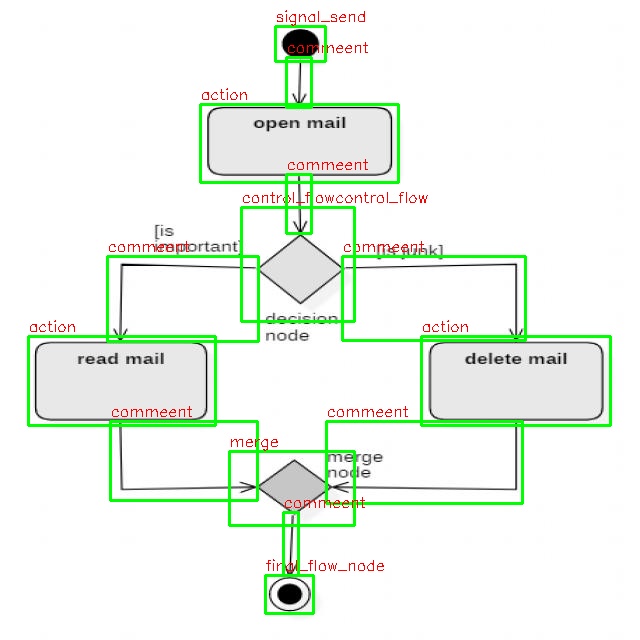 signal_send
commeent
action
open mail
commeent
control_flowcontrol_flow
[is
important]
commeent
commeent
[is junk]
decision
node
action
read mail
action
delete mail
commeent
commeent
merge
merge
node
commeent
final_flow_node